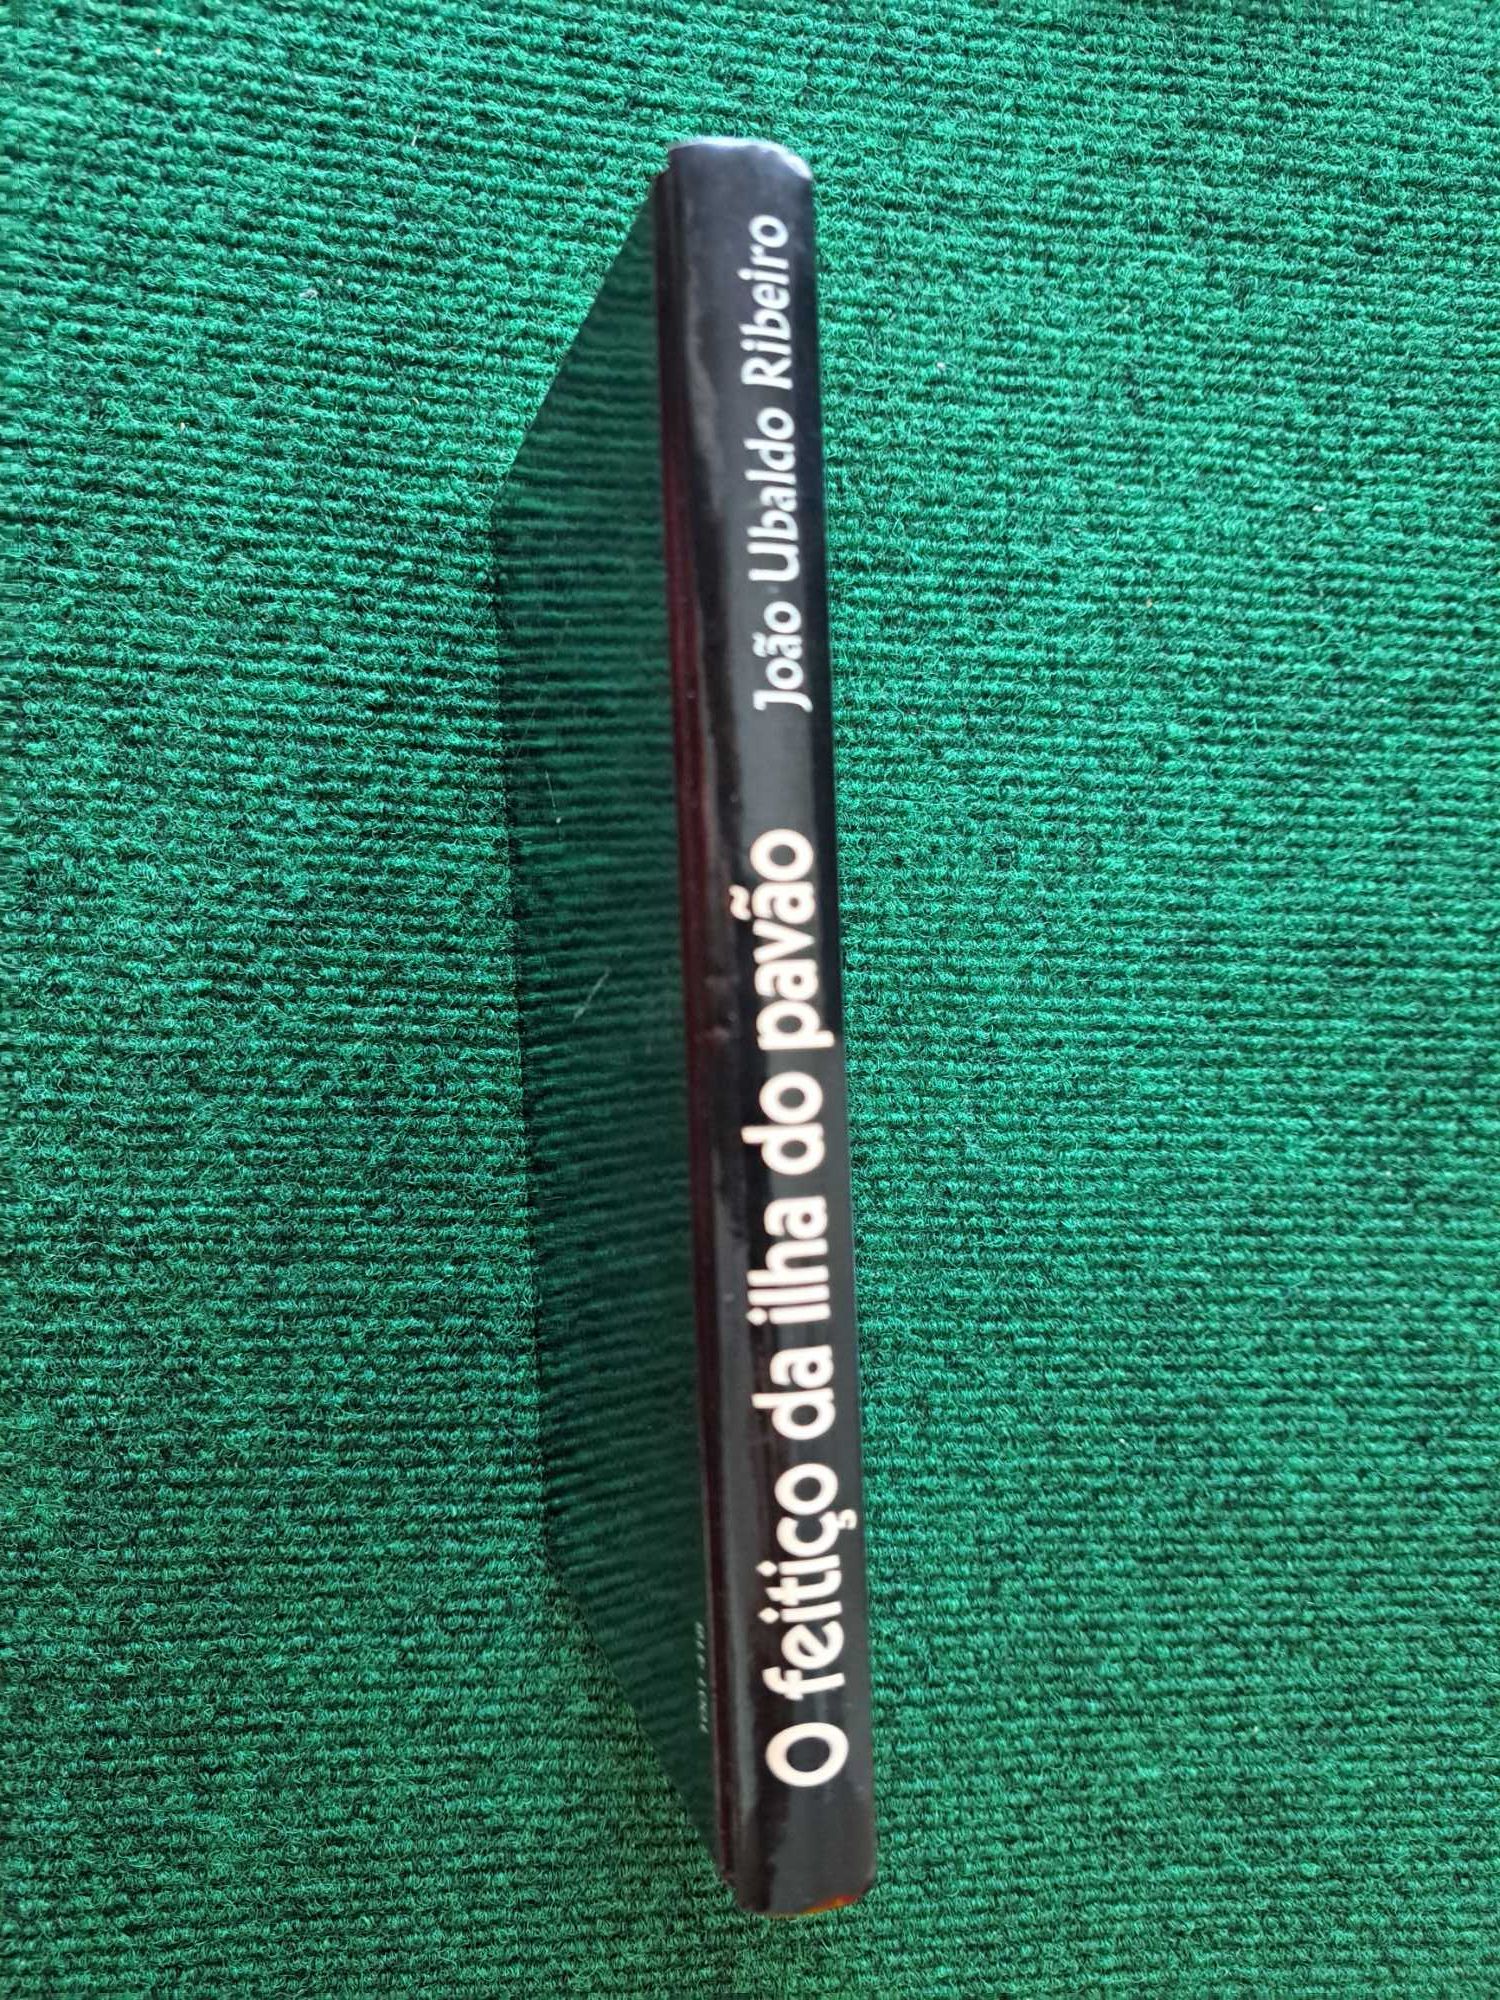 O feitiço da ilha do pavão
João Ubaldo Ribeiro